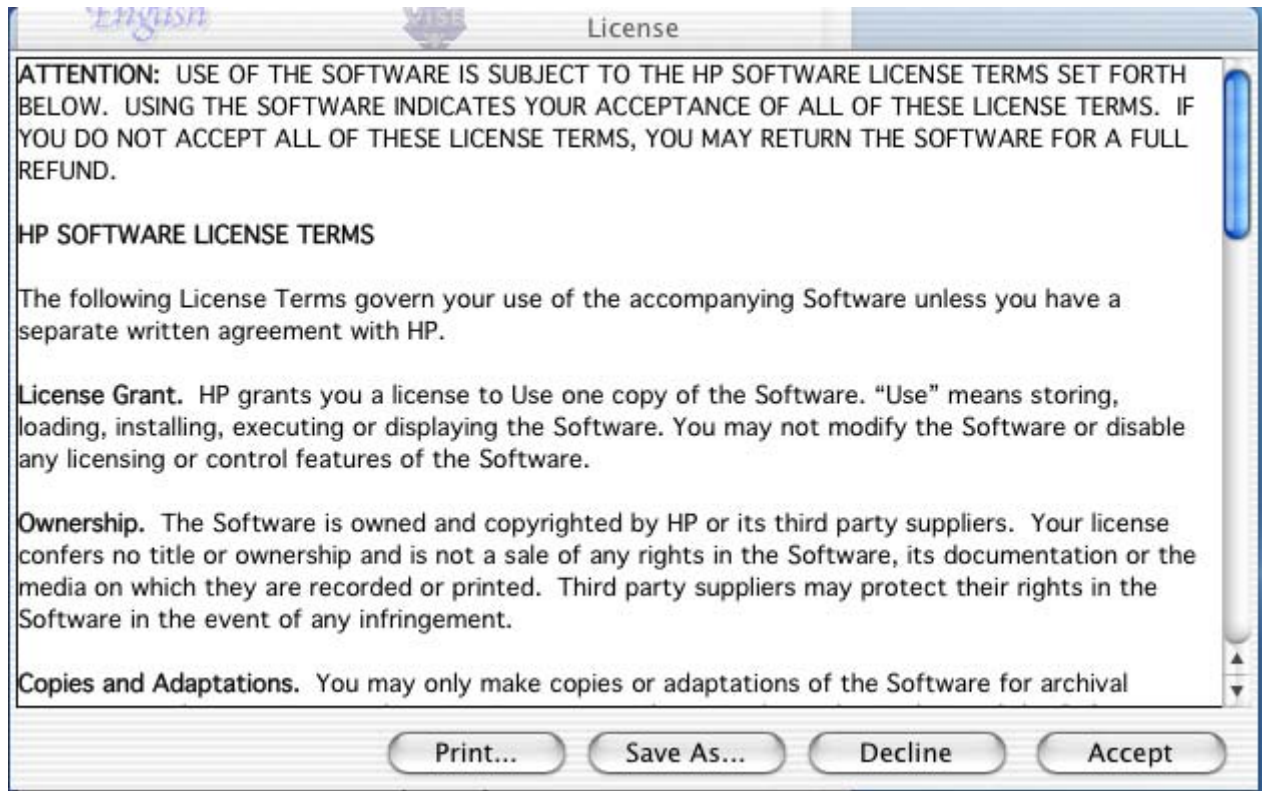 English
VISE
License
ATTENTION:  USE OF THE SOFTWARE IS SUBJECT TO THE HP SOFTWARE LICENSE TERMS SET FORTH
BELOW.  USING THE SOFTWARE INDICATES YOUR ACCEPTANCE OF ALL OF THESE LICENSE TERMS.  IF
YOU DO NOT ACCEPT ALL OF THESE LICENSE TERMS, YOU MAY RETURN THE SOFTWARE FOR A FULL
REFUND.
HP SOFTWARE LICENSE TERMS
The following License Terms govern your use of the accompanying Software unless you have a
separate written agreement with HP.
License Grant.  HP grants you a license to Use one copy of the Software. “Use” means storing,
loading, installing, executing or displaying the Software. You may not modify the Software or disable
any licensing or control features of the Software.
Ownership.  The Software is owned and copyrighted by HP or its third party suppliers.  Your license
confers no title or ownership and is not a sale of any rights in the Software, its documentation or the
media on which they are recorded or printed.  Third party suppliers may protect their rights in the
Software in the event of any infringement.
Copies and Adaptations.  You may only make copies or adaptations of the Software for archival
Print...
Save As...
Decline
Accept